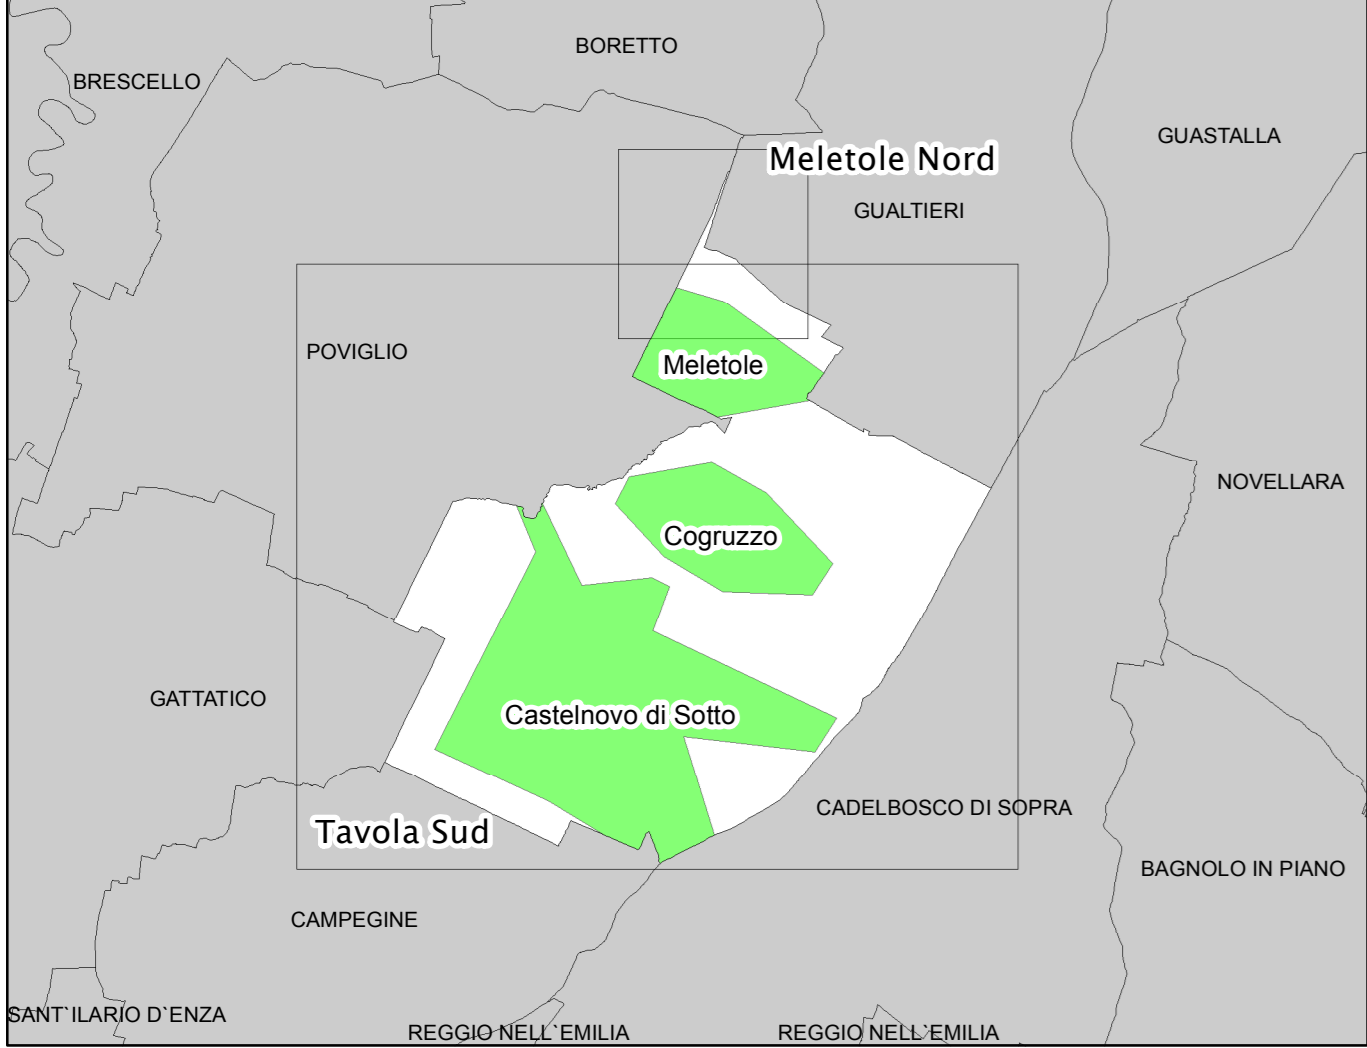 BORETTO
BRESCELLO
GUASTALLA
Meletole Nord
GUALTIERI
POVIGLIO
Meletole
NOVELLARA
Cogruzzo
GATTATICO
Castelnovo di Sotto
CADELBOSCO DI SOPRA
Tavola Sud
BAGNOLO IN PIANO
CAMPEGINE
SANT`ILARIO D`ENZA
REGGIO NELL`EMILIA
REGGIO NELL`EMILIA